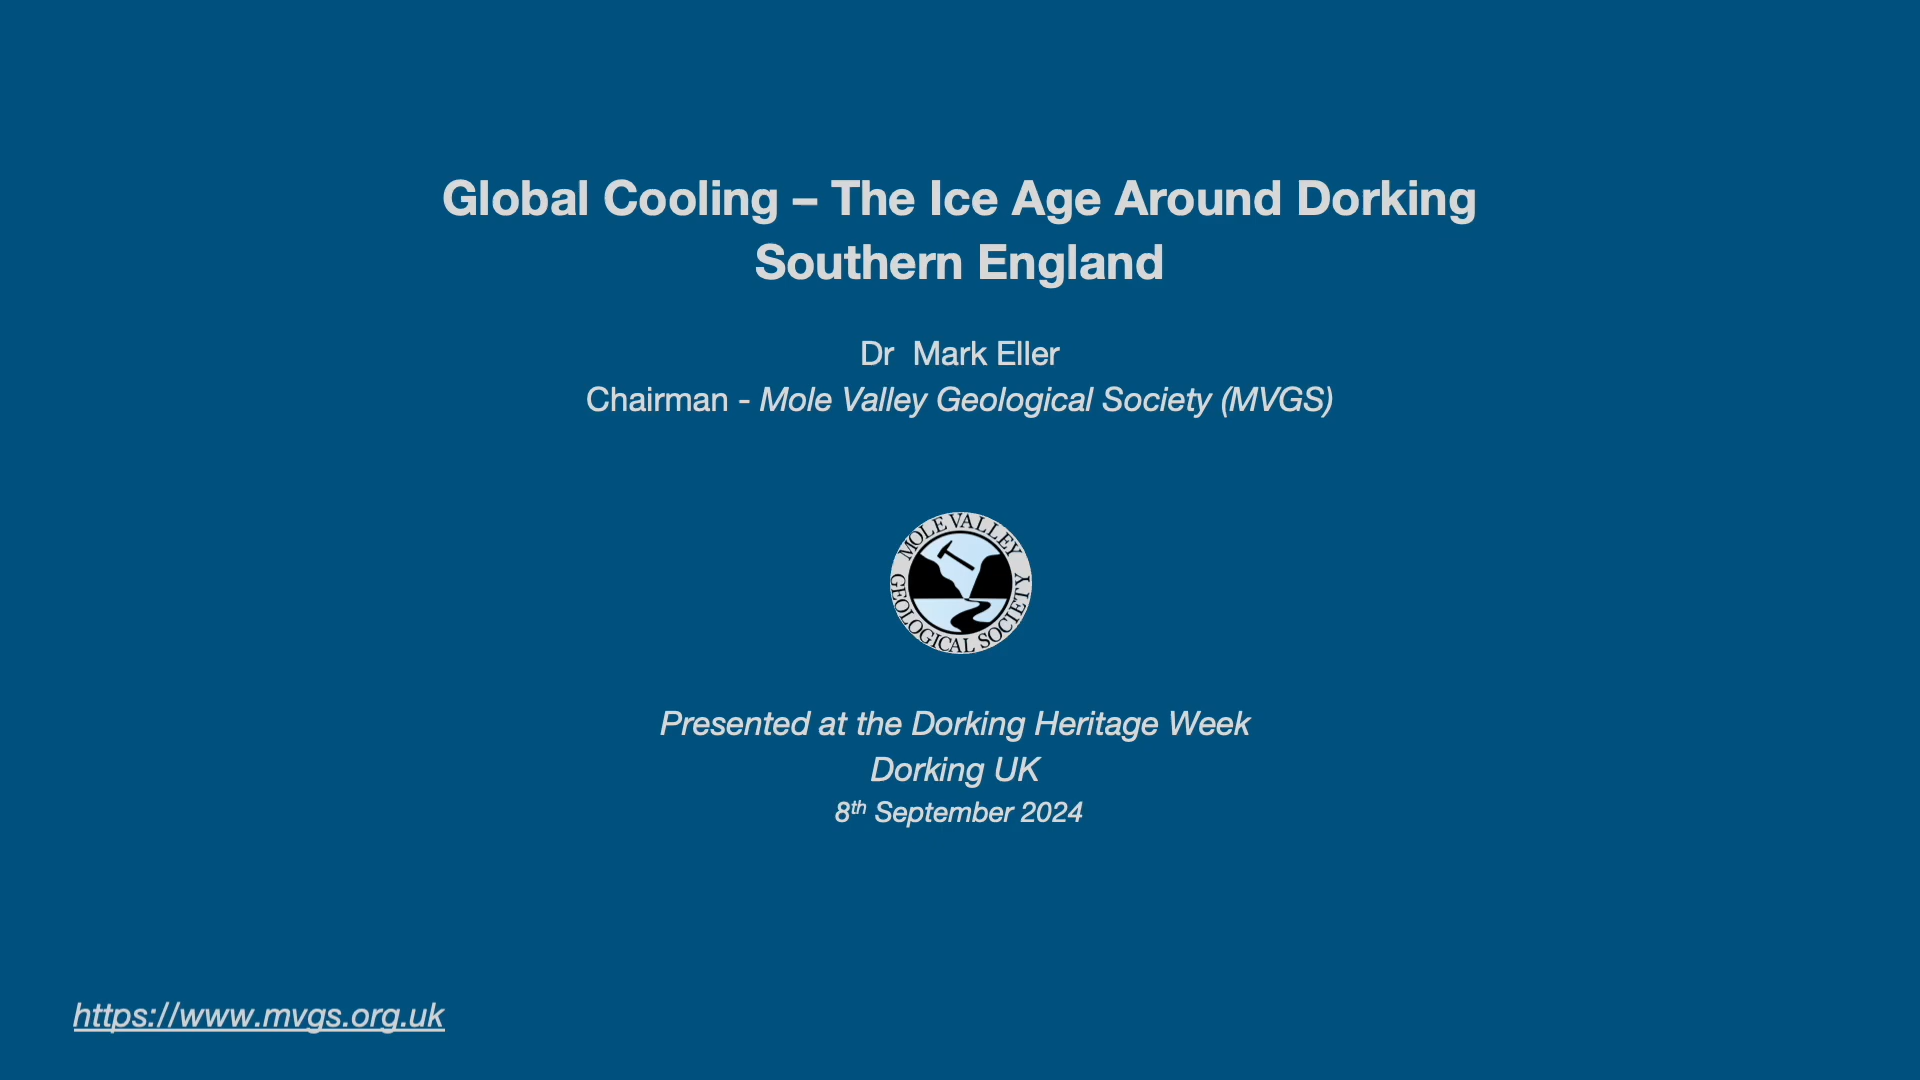 Global Cooling – The Ice Age Around Dorking
Southern England
Dr  Mark Eller
Chairman - Mole Valley Geological Society (MVGS)
MOLE VALLEY
GEOLOGICAL SOCIETY
Presented at the Dorking Heritage Week
Dorking UK
8th September 2024
https://www.mvgs.org.uk